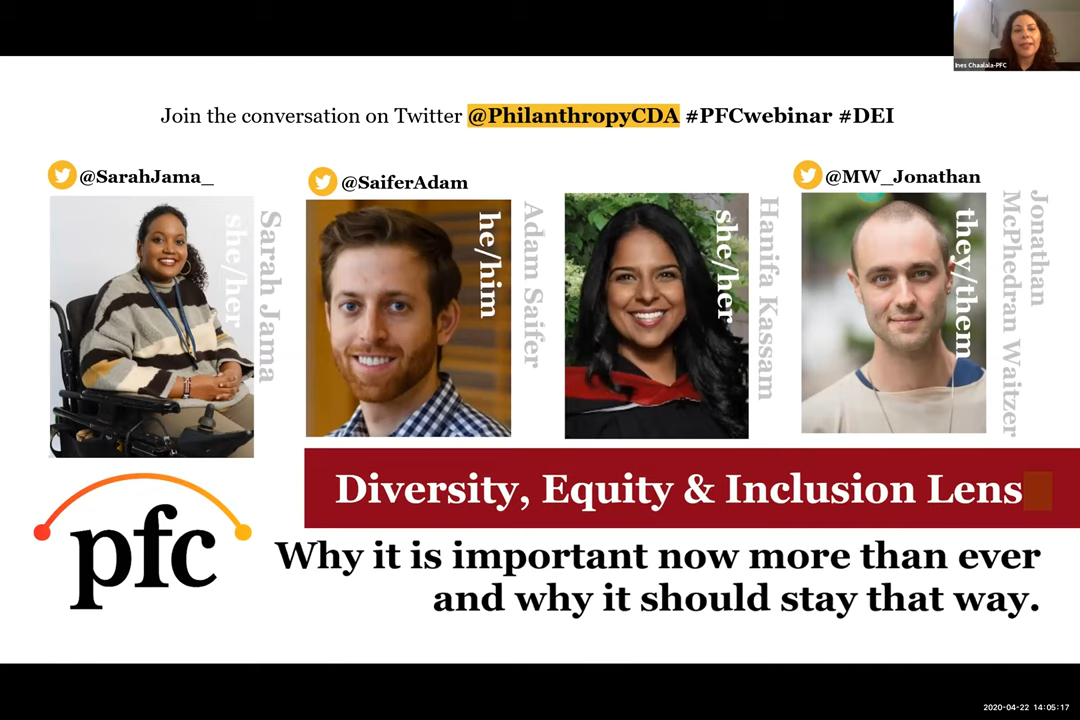 Ines Chaalala-PFC
Join the conversation on Twitter @PhilanthropyCDA #PFCwebinar #DEI
@SarahJama_
she/her
Sarah Jama
@SaiferAdam
he/him
Adam Saifer
she/her
Hanifa Kassam
@MW_Jonathan
they/them
Jonathan
McPhedran Waitzer
pfc
Diversity, Equity & Inclusion Lens
Why it is important now more than ever
and why it should stay that way.
2020-04-22 14:05:17